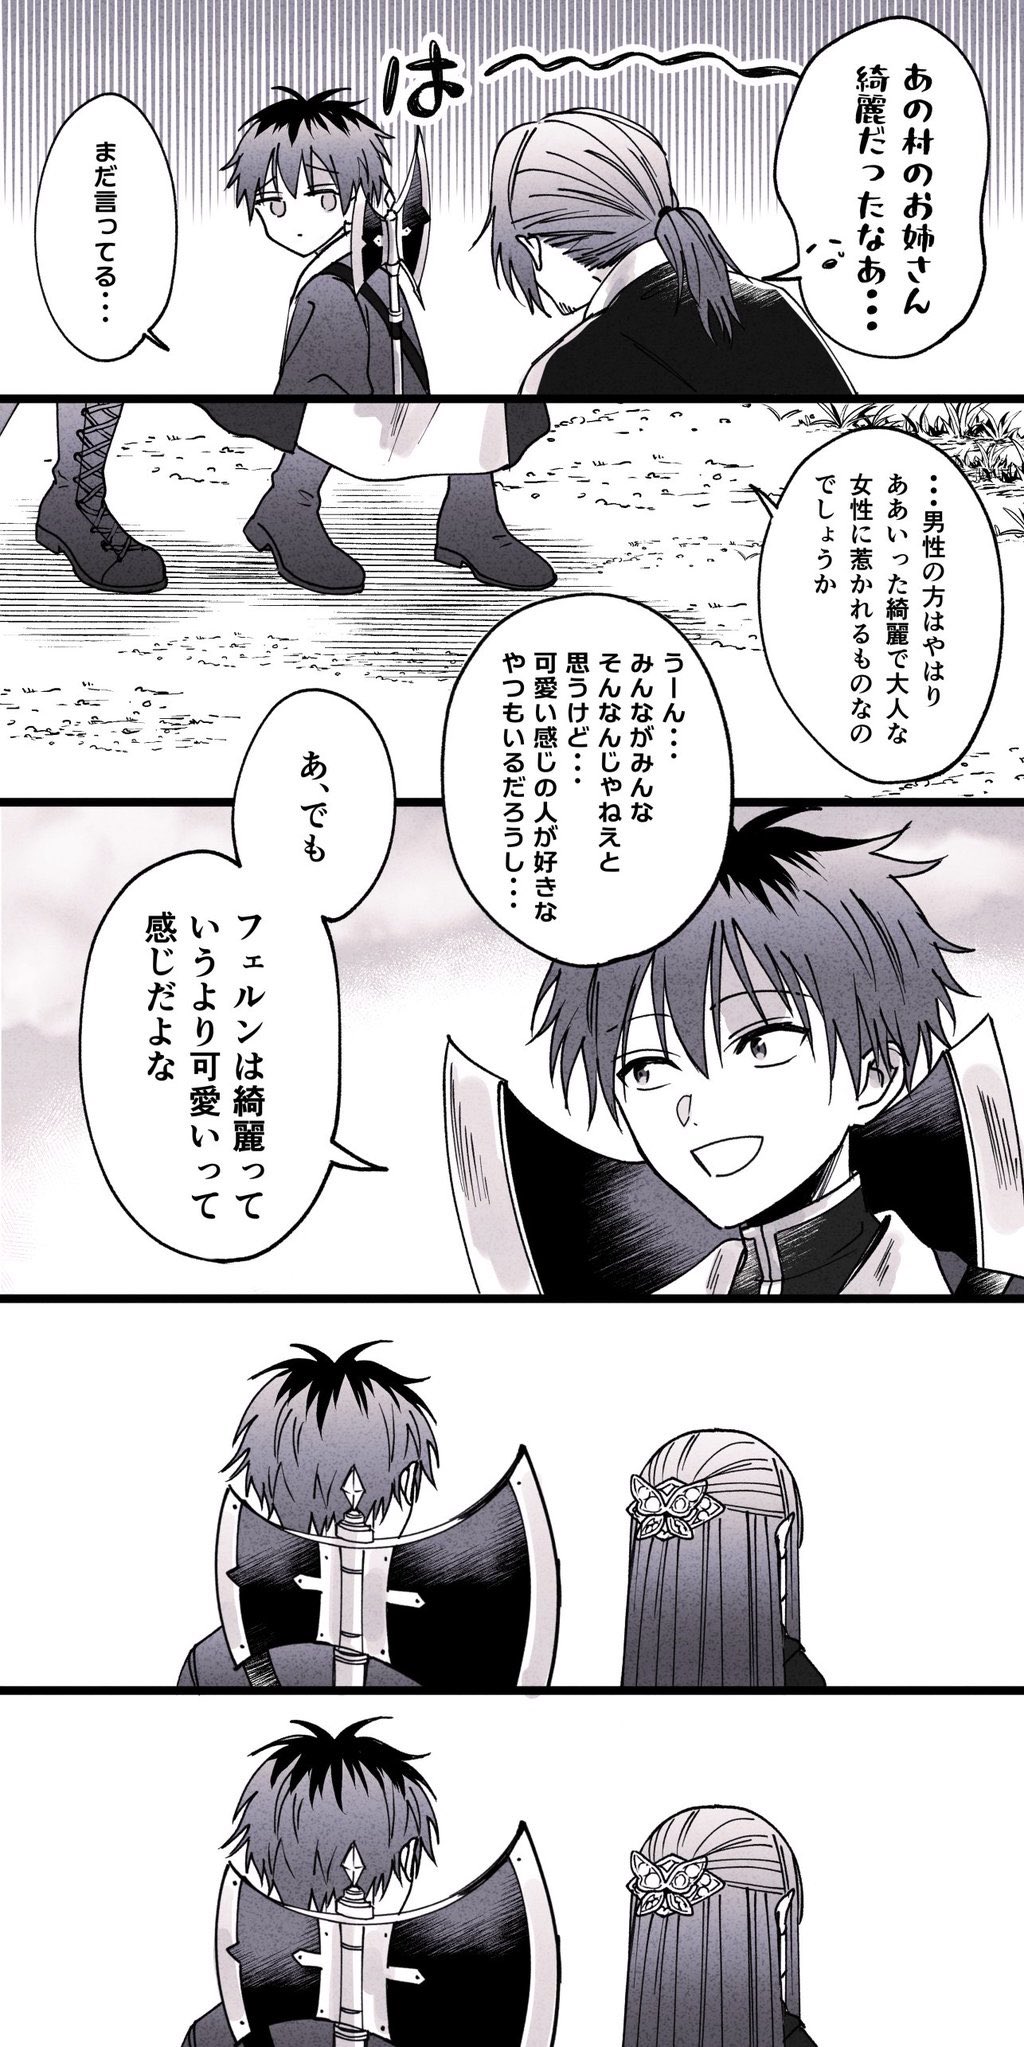 は〜〜〜
あの村のお姉さん
綺麗だったなあ・・・
まだ言ってる・・・
・・・男性の方はやはり
ああいった綺麗で大人な
女性に惹かれるものなの
でしょうか
うーん・・・
みんながみんな
そんなんじゃねえと
思うけど・・・
可愛い感じの人が好きな
やつもいるだろうし・・・
あ、でも
フェルンは綺麗って
いうより可愛いって
感じだよな